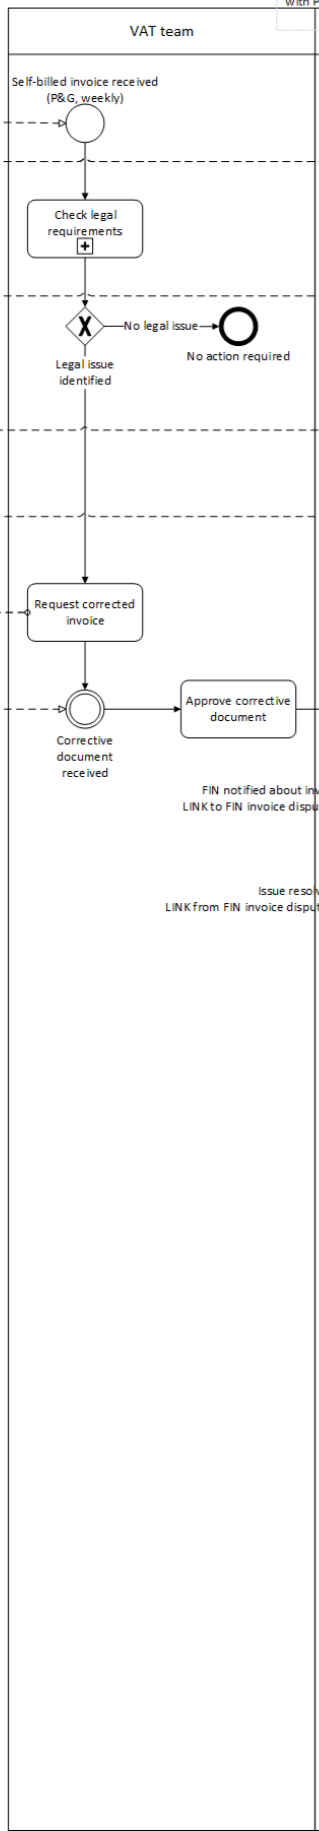 with P
VAT team
Self-billed invoice received
(P&G, weekly)
Check legal
requirements
X
No legal issue
No action required
Legal issue
identified
Request corrected
invoice
Approve corrective
document
Corrective
document
received
FIN notified about inv
LINK to FIN invoice dispu
Issue resolv
LINK from FIN invoice disput